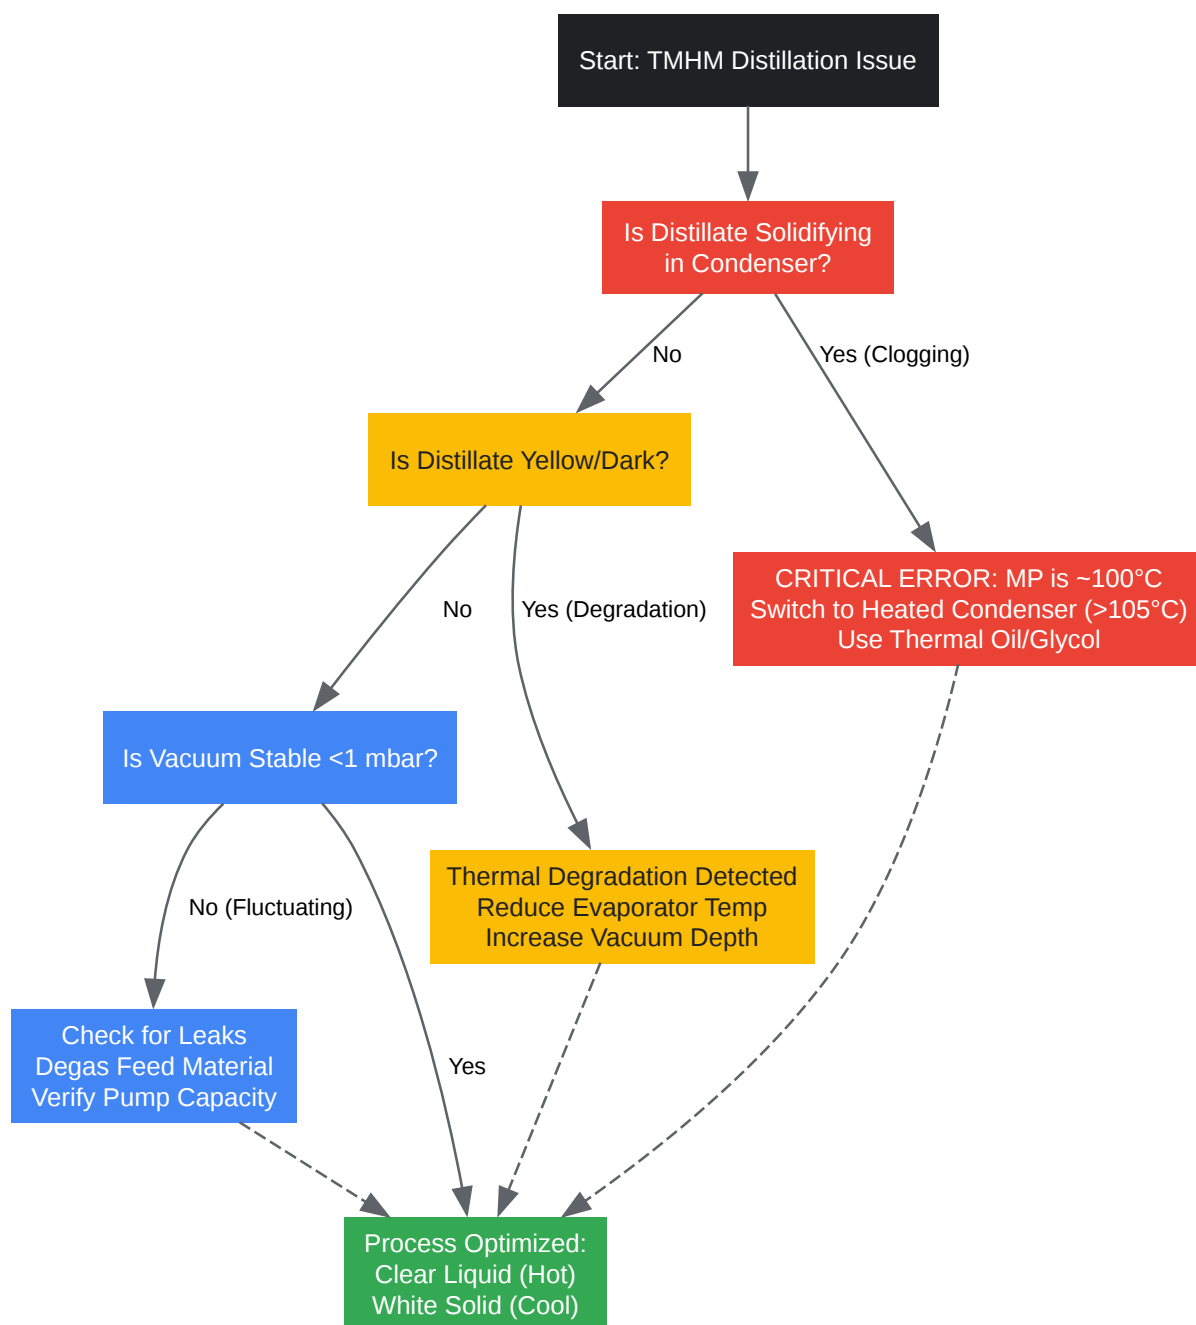 Start: TMHM Distillation Issue
Is Distillate Solidifying
in Condenser?
No
Yes (Clogging)
Is Distillate Yellow/Dark?
CRITICAL ERROR: MP is ~100°C
Switch to Heated Condenser (>105°C)
Use Thermal Oil/Glycol
No
Yes (Degradation)
Is Vacuum Stable <1 mbar?
Thermal Degradation Detected
Reduce Evaporator Temp
Increase Vacuum Depth
No (Fluctuating)
Check for Leaks
Degas Feed Material
Verify Pump Capacity
Yes
Process Optimized:
Clear Liquid (Hot)
White Solid (Cool)